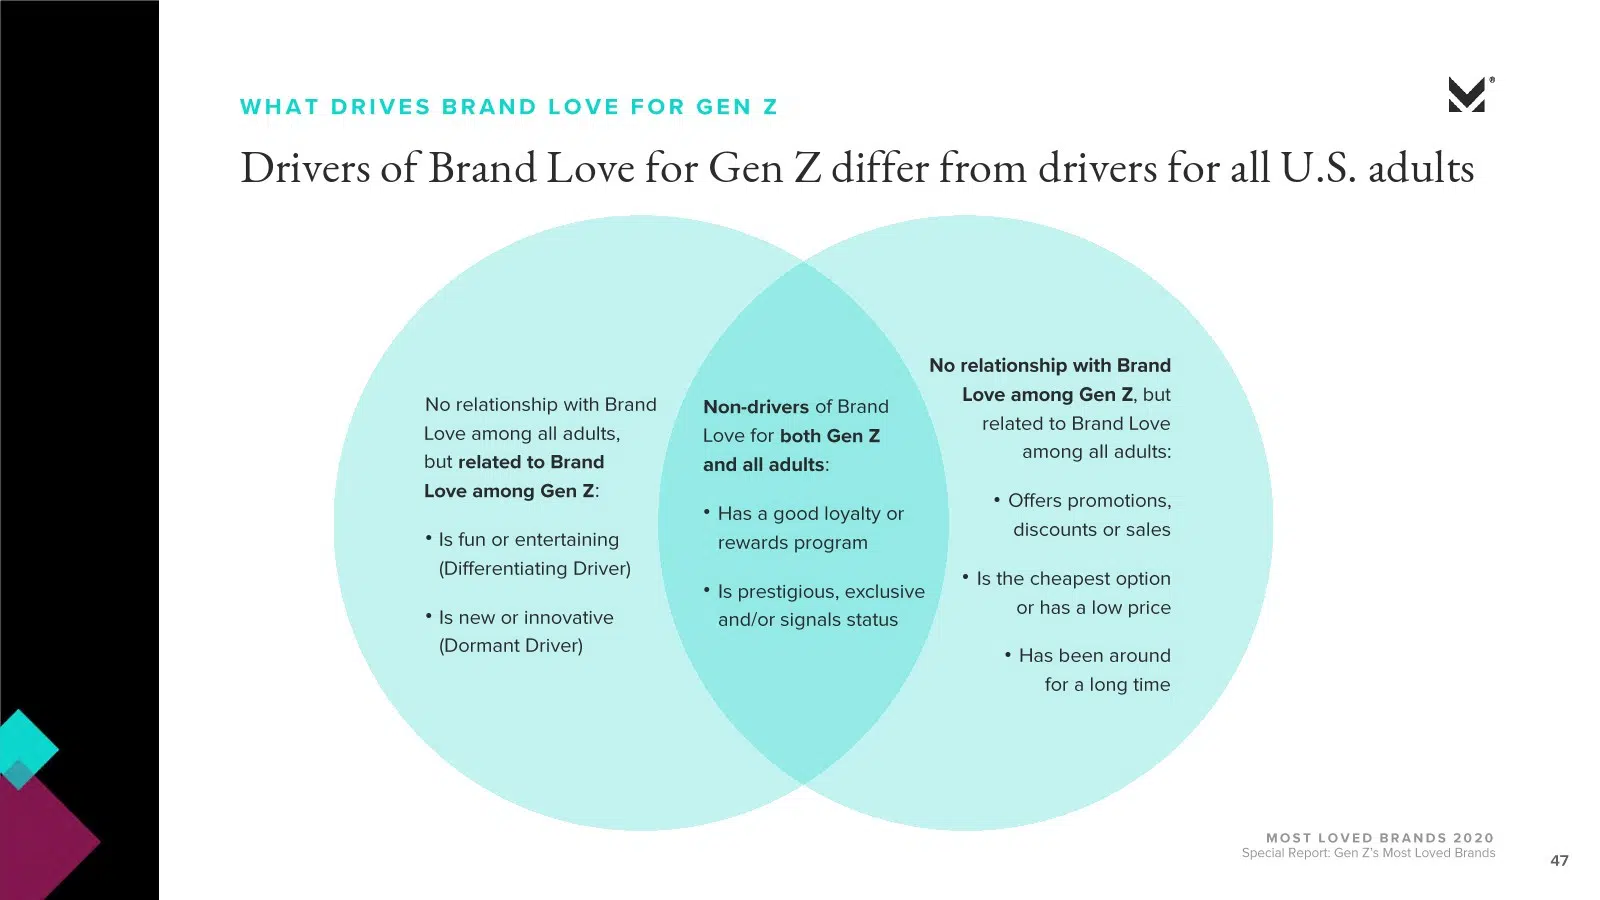 WHAT DRIVES BRAND LOVE FOR GEN Z
Drivers of Brand Love for Gen Z differ from drivers for all U.S. adults
No relationship with Brand
Love among all adults,
but related to Brand
Love among Gen Z:
• Is fun or entertaining
(Differentiating Driver)
• Is new or innovative
(Dormant Driver)
Non-drivers of Brand
Love for both Gen Z
and all adults:
• Has a good loyalty or
rewards program
• Is prestigious, exclusive
and/or signals status
No relationship with Brand
Love among Gen Z, but
related to Brand Love
among all adults:
• Offers promotions,
discounts or sales
• Is the cheapest option
or has a low price
• Has been around
for a long time
MOST LOVED BRANDS 2020
Special Report: Gen Z's Most Loved Brands
47